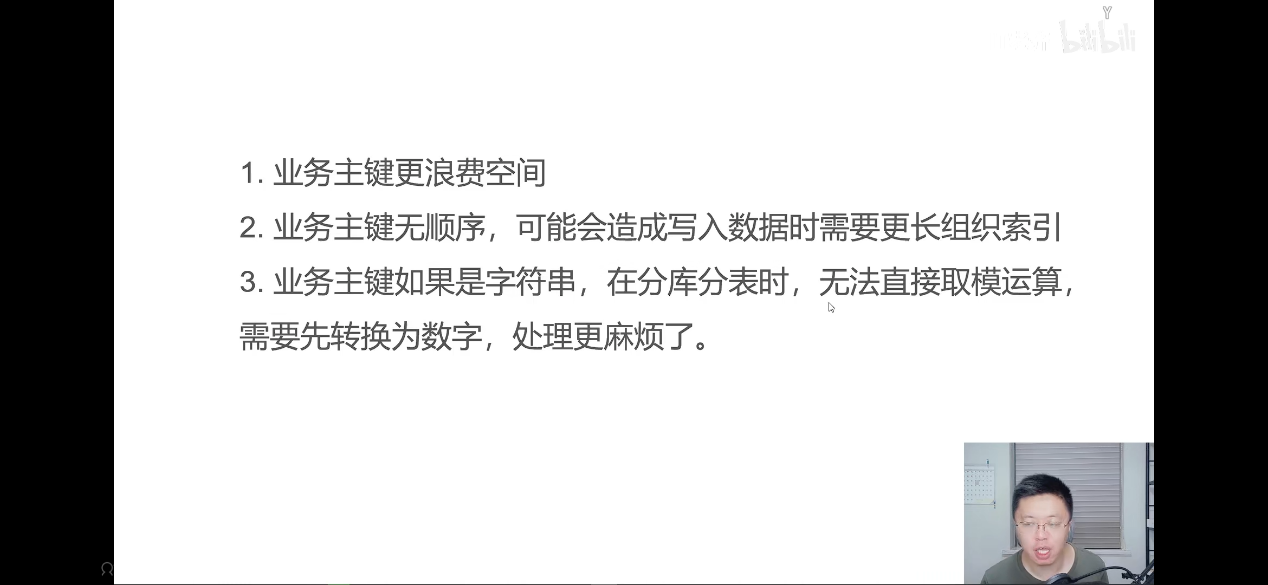 bilibili
1. 业务主键更浪费空间
2. 业务主键无顺序，可能会造成写入数据时需要更长组织索引
3. 业务主键如果是字符串，在分库分表时，无法直接取模运算，
需要先转换为数字，处理更麻烦了。